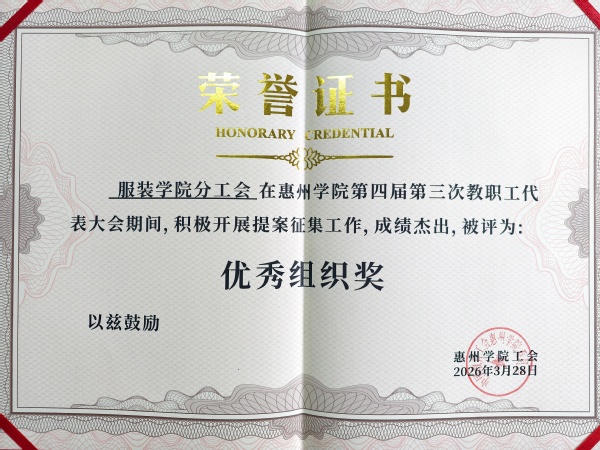 荣誉证书
HONORARY CREDENTIAL
服装学院分工会 在惠州学院第四届第三次教职工代
表大会期间,积极开展提案征集工作,成绩杰出,被评为:
优秀组织奖
以兹鼓励
惠州学院工会
2026年3月28日